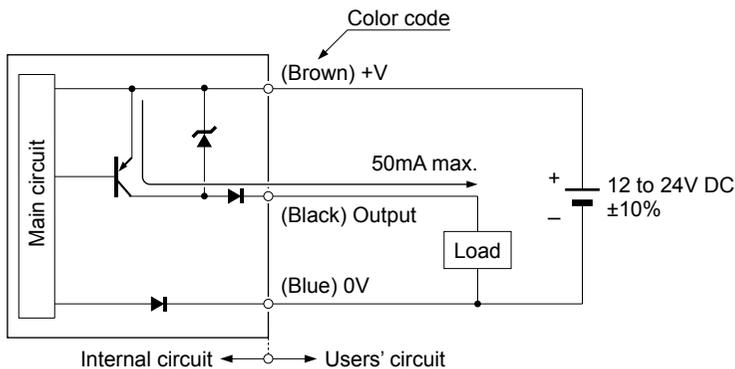 Color code
(Brown) +V
Main circuit
50mA max.
+
12 to 24V DC
±10%
–
(Black) Output
Load
(Blue) 0V
Internal circuit
Users' circuit